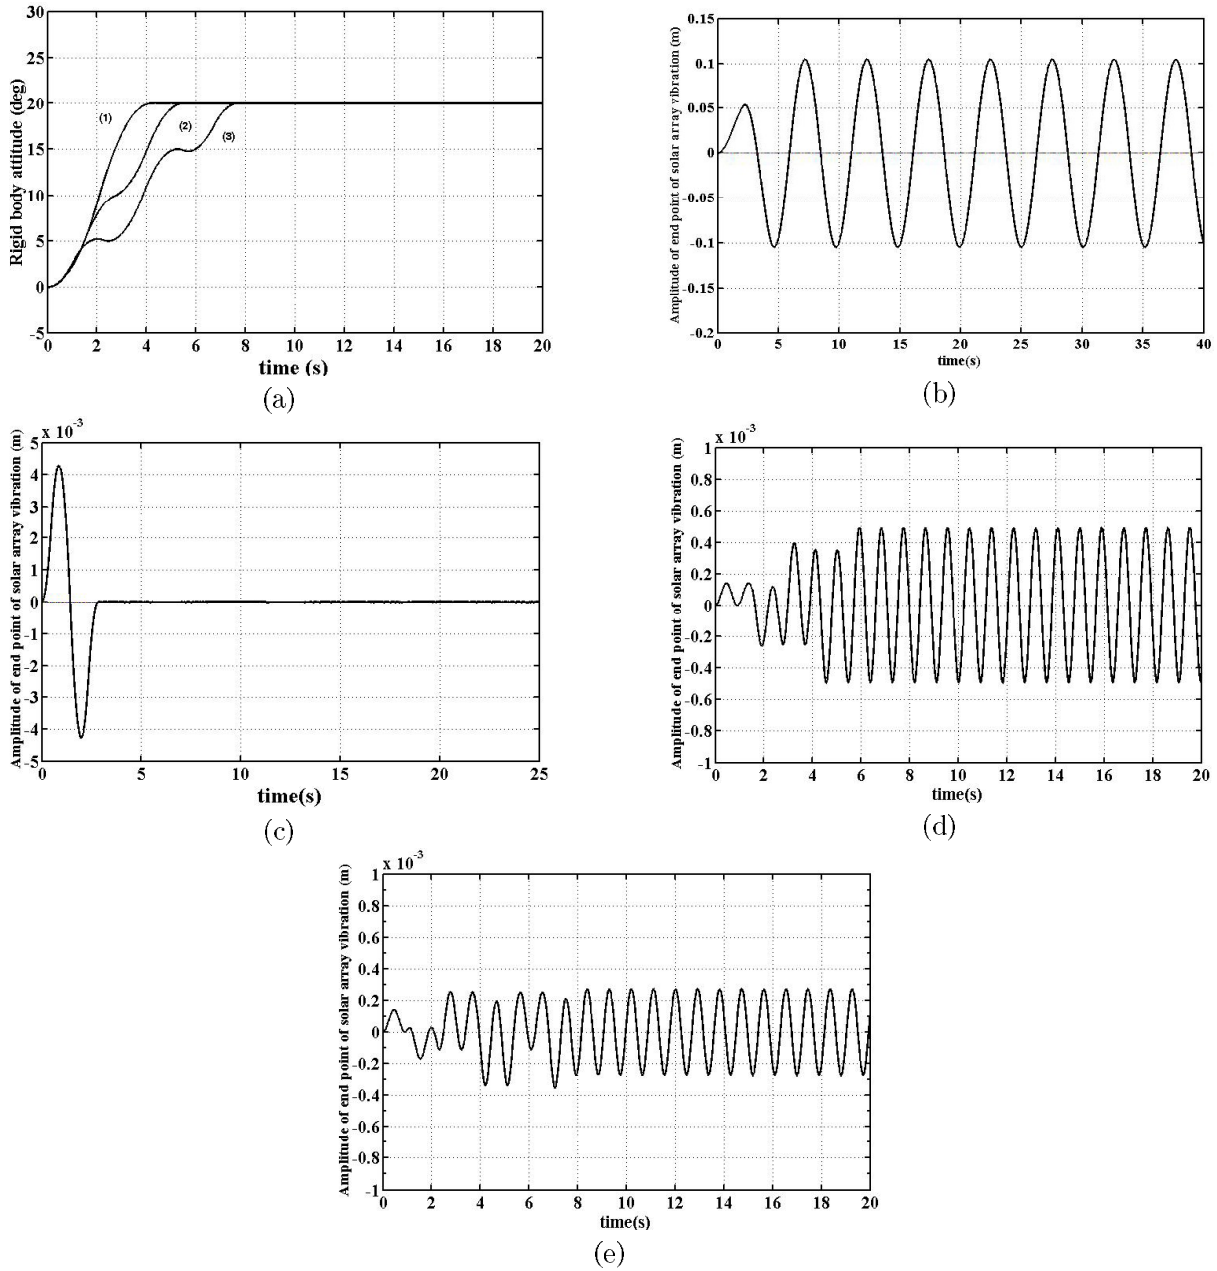 30
25
20
15
10
5
0
-5
Rigid body attitude (deg)
(1)
(2)
(3)
0 2 4 6 8 10 12 14 16 18 20
time (s)
(a)
0.15
0.1
0.05
0
-0.05
-0.1
-0.15
-0.2
Amplitude of end point of solar array vibration (m)
0 5 10 15 20 25 30 35 40
time(s)
(b)
x 10⁻³
5
4
3
2
1
0
-1
-2
-3
-4
-5
Amplitude of end point of solar array vibration (m)
0 5 10 15 20 25
time(s)
(c)
x 10⁻³
1
0.8
0.6
0.4
0.2
0
-0.2
-0.4
-0.6
-0.8
-1
Amplitude of end point of solar array vibration (m)
0 2 4 6 8 10 12 14 16 18 20
time(s)
(d)
x 10⁻³
1
0.8
0.6
0.4
0.2
0
-0.2
-0.4
-0.6
-0.8
-1
Amplitude of end point of solar array vibration (m)
0 2 4 6 8 10 12 14 16 18 20
time(s)
(e)